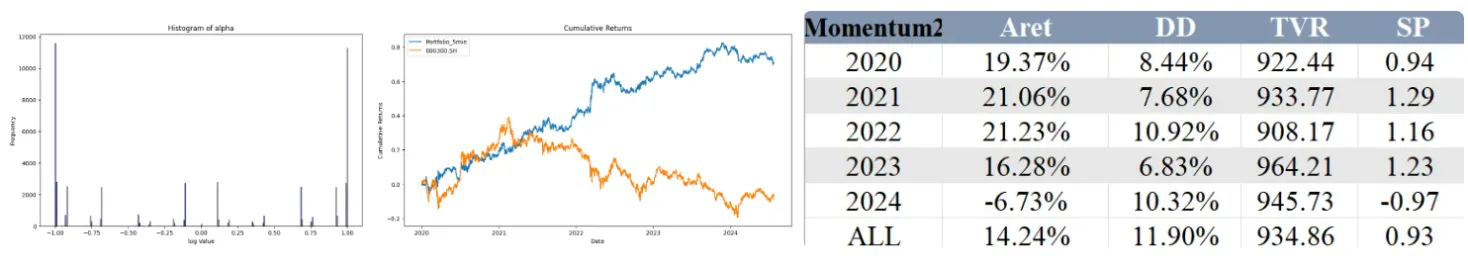 Histogram of alpha
12000
10000
8000
6000
4000
2000
0
Frequency
−1.00 −0.75 −0.50 −0.25 0.00 0.25 0.50 0.75 1.00
log Value
Cumulative Returns
Portfolio_5min
000300.SH
0.8
0.6
0.4
0.2
0.0
−0.2
Cumulative Returns
2020 2021 2022 2023 2024
Date
Momentum2 Aret DD TVR SP
2020 19.37% 8.44% 922.44 0.94
2021 21.06% 7.68% 933.77 1.29
2022 21.23% 10.92% 908.17 1.16
2023 16.28% 6.83% 964.21 1.23
2024 -6.73% 10.32% 945.73 -0.97
ALL 14.24% 11.90% 934.86 0.93